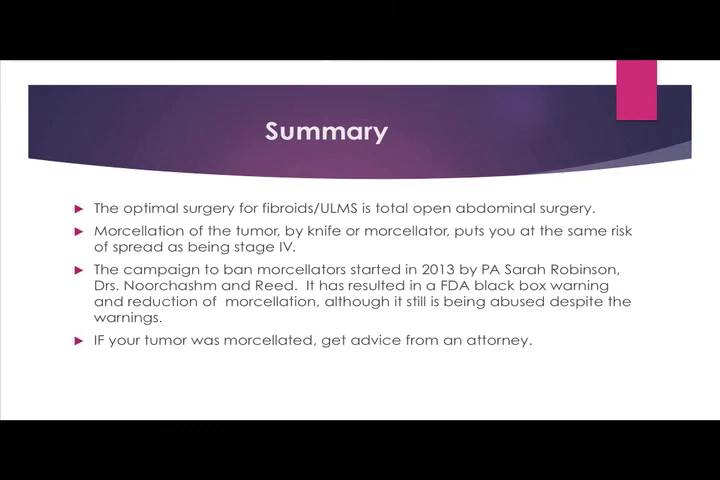 Summary
The optimal surgery for fibroids/ULMS is total open abdominal surgery.
Morcellation of the tumor, by knife or morcellator, puts you at the same risk
of spread as being stage IV.
The campaign to ban morcellators started in 2013 by PA Sarah Robinson,
Drs. Noorchashm and Reed.  It has resulted in a FDA black box warning
and reduction of  morcellation, although it still is being abused despite the
warnings.
IF your tumor was morcellated, get advice from an attorney.